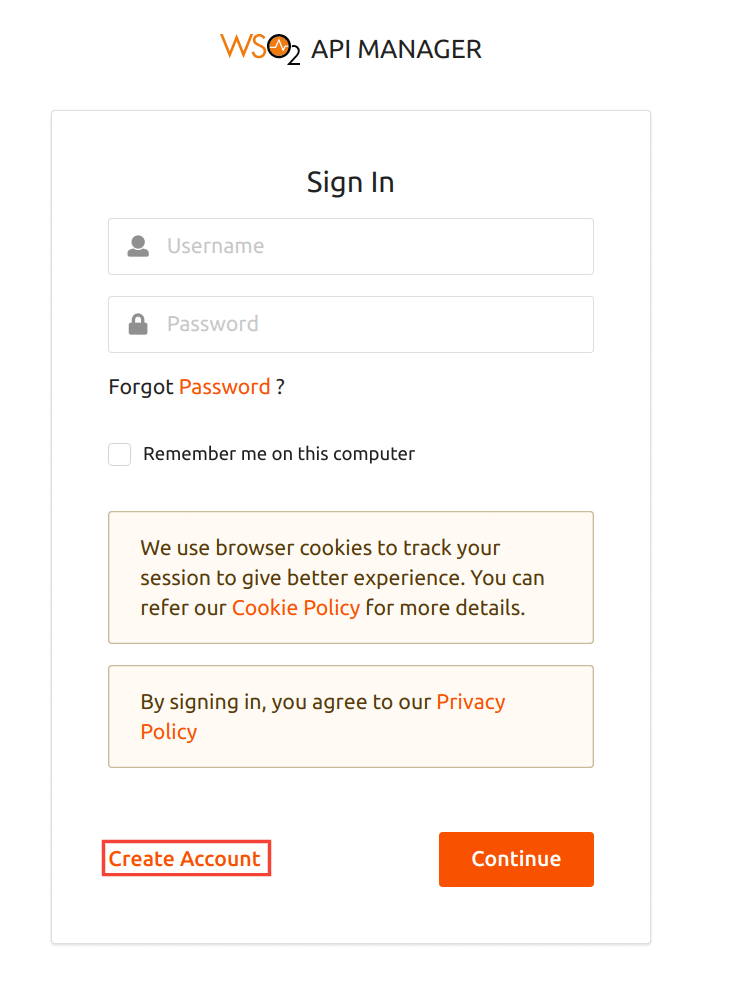 WSO2 API MANAGER
Sign In
Username
Password
Forgot Password ?
Remember me on this computer
We use browser cookies to track your
session to give better experience. You can
refer our Cookie Policy for more details.
By signing in, you agree to our Privacy
Policy
Create Account
Continue